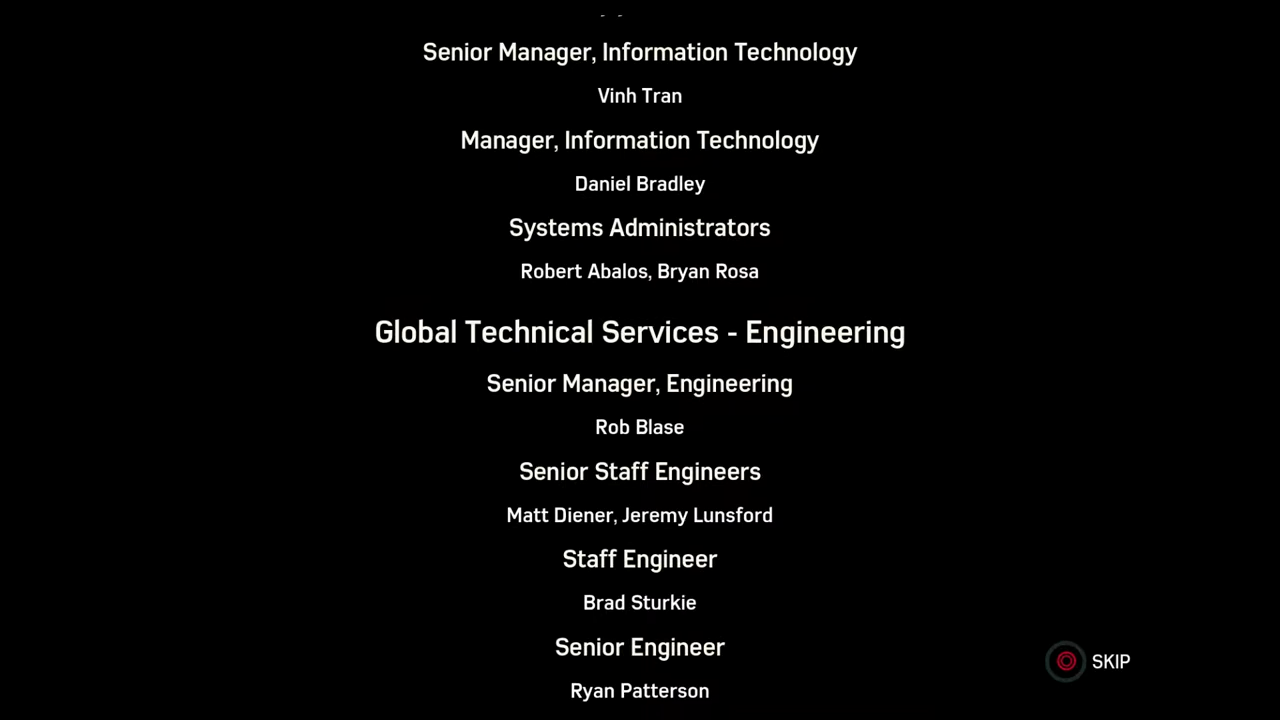 Senior Manager, Information Technology
Vinh Tran
Manager, Information Technology
Daniel Bradley
Systems Administrators
Robert Abalos, Bryan Rosa
Global Technical Services - Engineering
Senior Manager, Engineering
Rob Blase
Senior Staff Engineers
Matt Diener, Jeremy Lunsford
Staff Engineer
Brad Sturkie
Senior Engineer
SKIP
Ryan Patterson